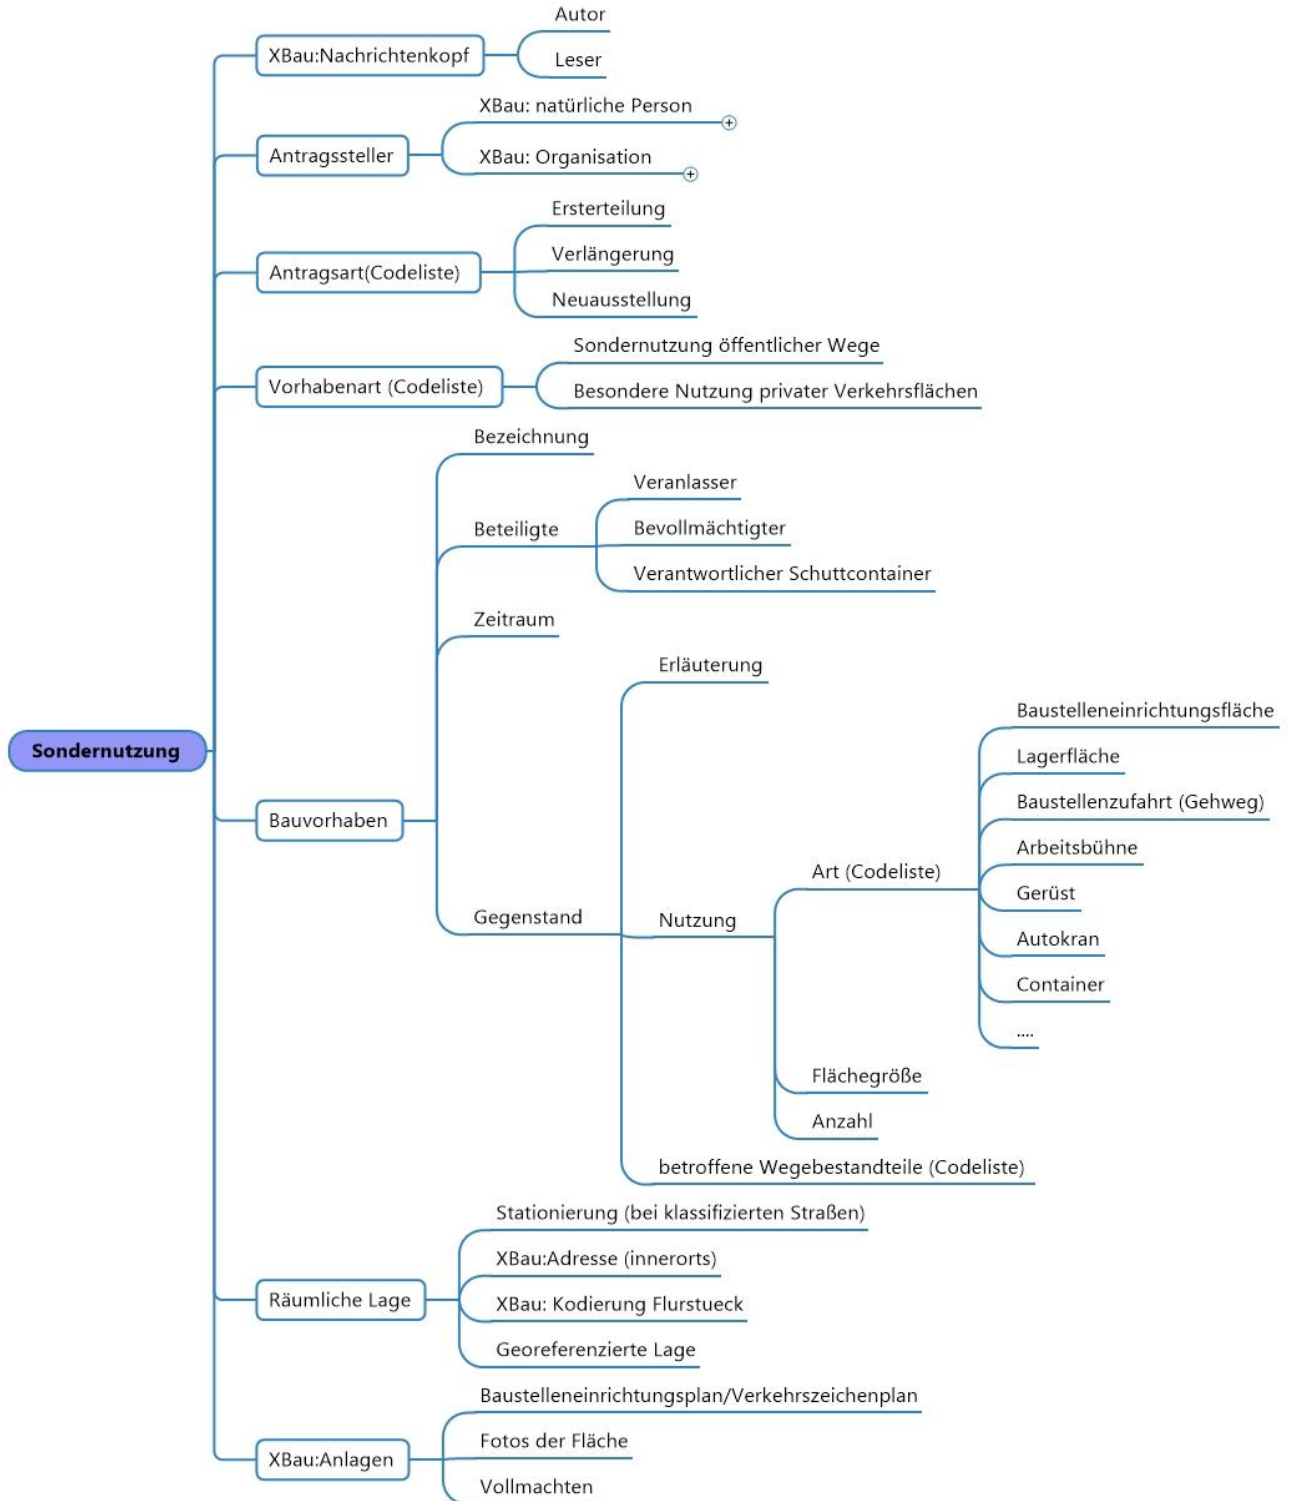 Autor
XBau:Nachrichtenkopf
Leser
XBau: natürliche Person
Antragssteller
XBau: Organisation
Ersterteilung
Antragsart(Codeliste)
Verlängerung
Neuausstellung
Sondernutzung öffentlicher Wege
Vorhabenart (Codeliste)
Besondere Nutzung privater Verkehrsflächen
Bezeichnung
Veranlasser
Beteiligte
Bevollmächtigter
Verantwortlicher Schuttcontainer
Zeitraum
Erläuterung
Baustelleneinrichtungsfläche
Sondernutzung
Lagerfläche
Baustellenzufahrt (Gehweg)
Bauvorhaben
Arbeitsbühne
Art (Codeliste)
Gerüst
Gegenstand
Nutzung
Autokran
Container
....
Flächegröße
Anzahl
betroffene Wegebestandteile (Codeliste)
Stationierung (bei klassifizierten Straßen)
XBau:Adresse (innerorts)
Räumliche Lage
XBau: Kodierung Flurstueck
Georeferenzierte Lage
Baustelleneinrichtungsplan/Verkehrszeichenplan
Fotos der Fläche
XBau:Anlagen
Vollmachten